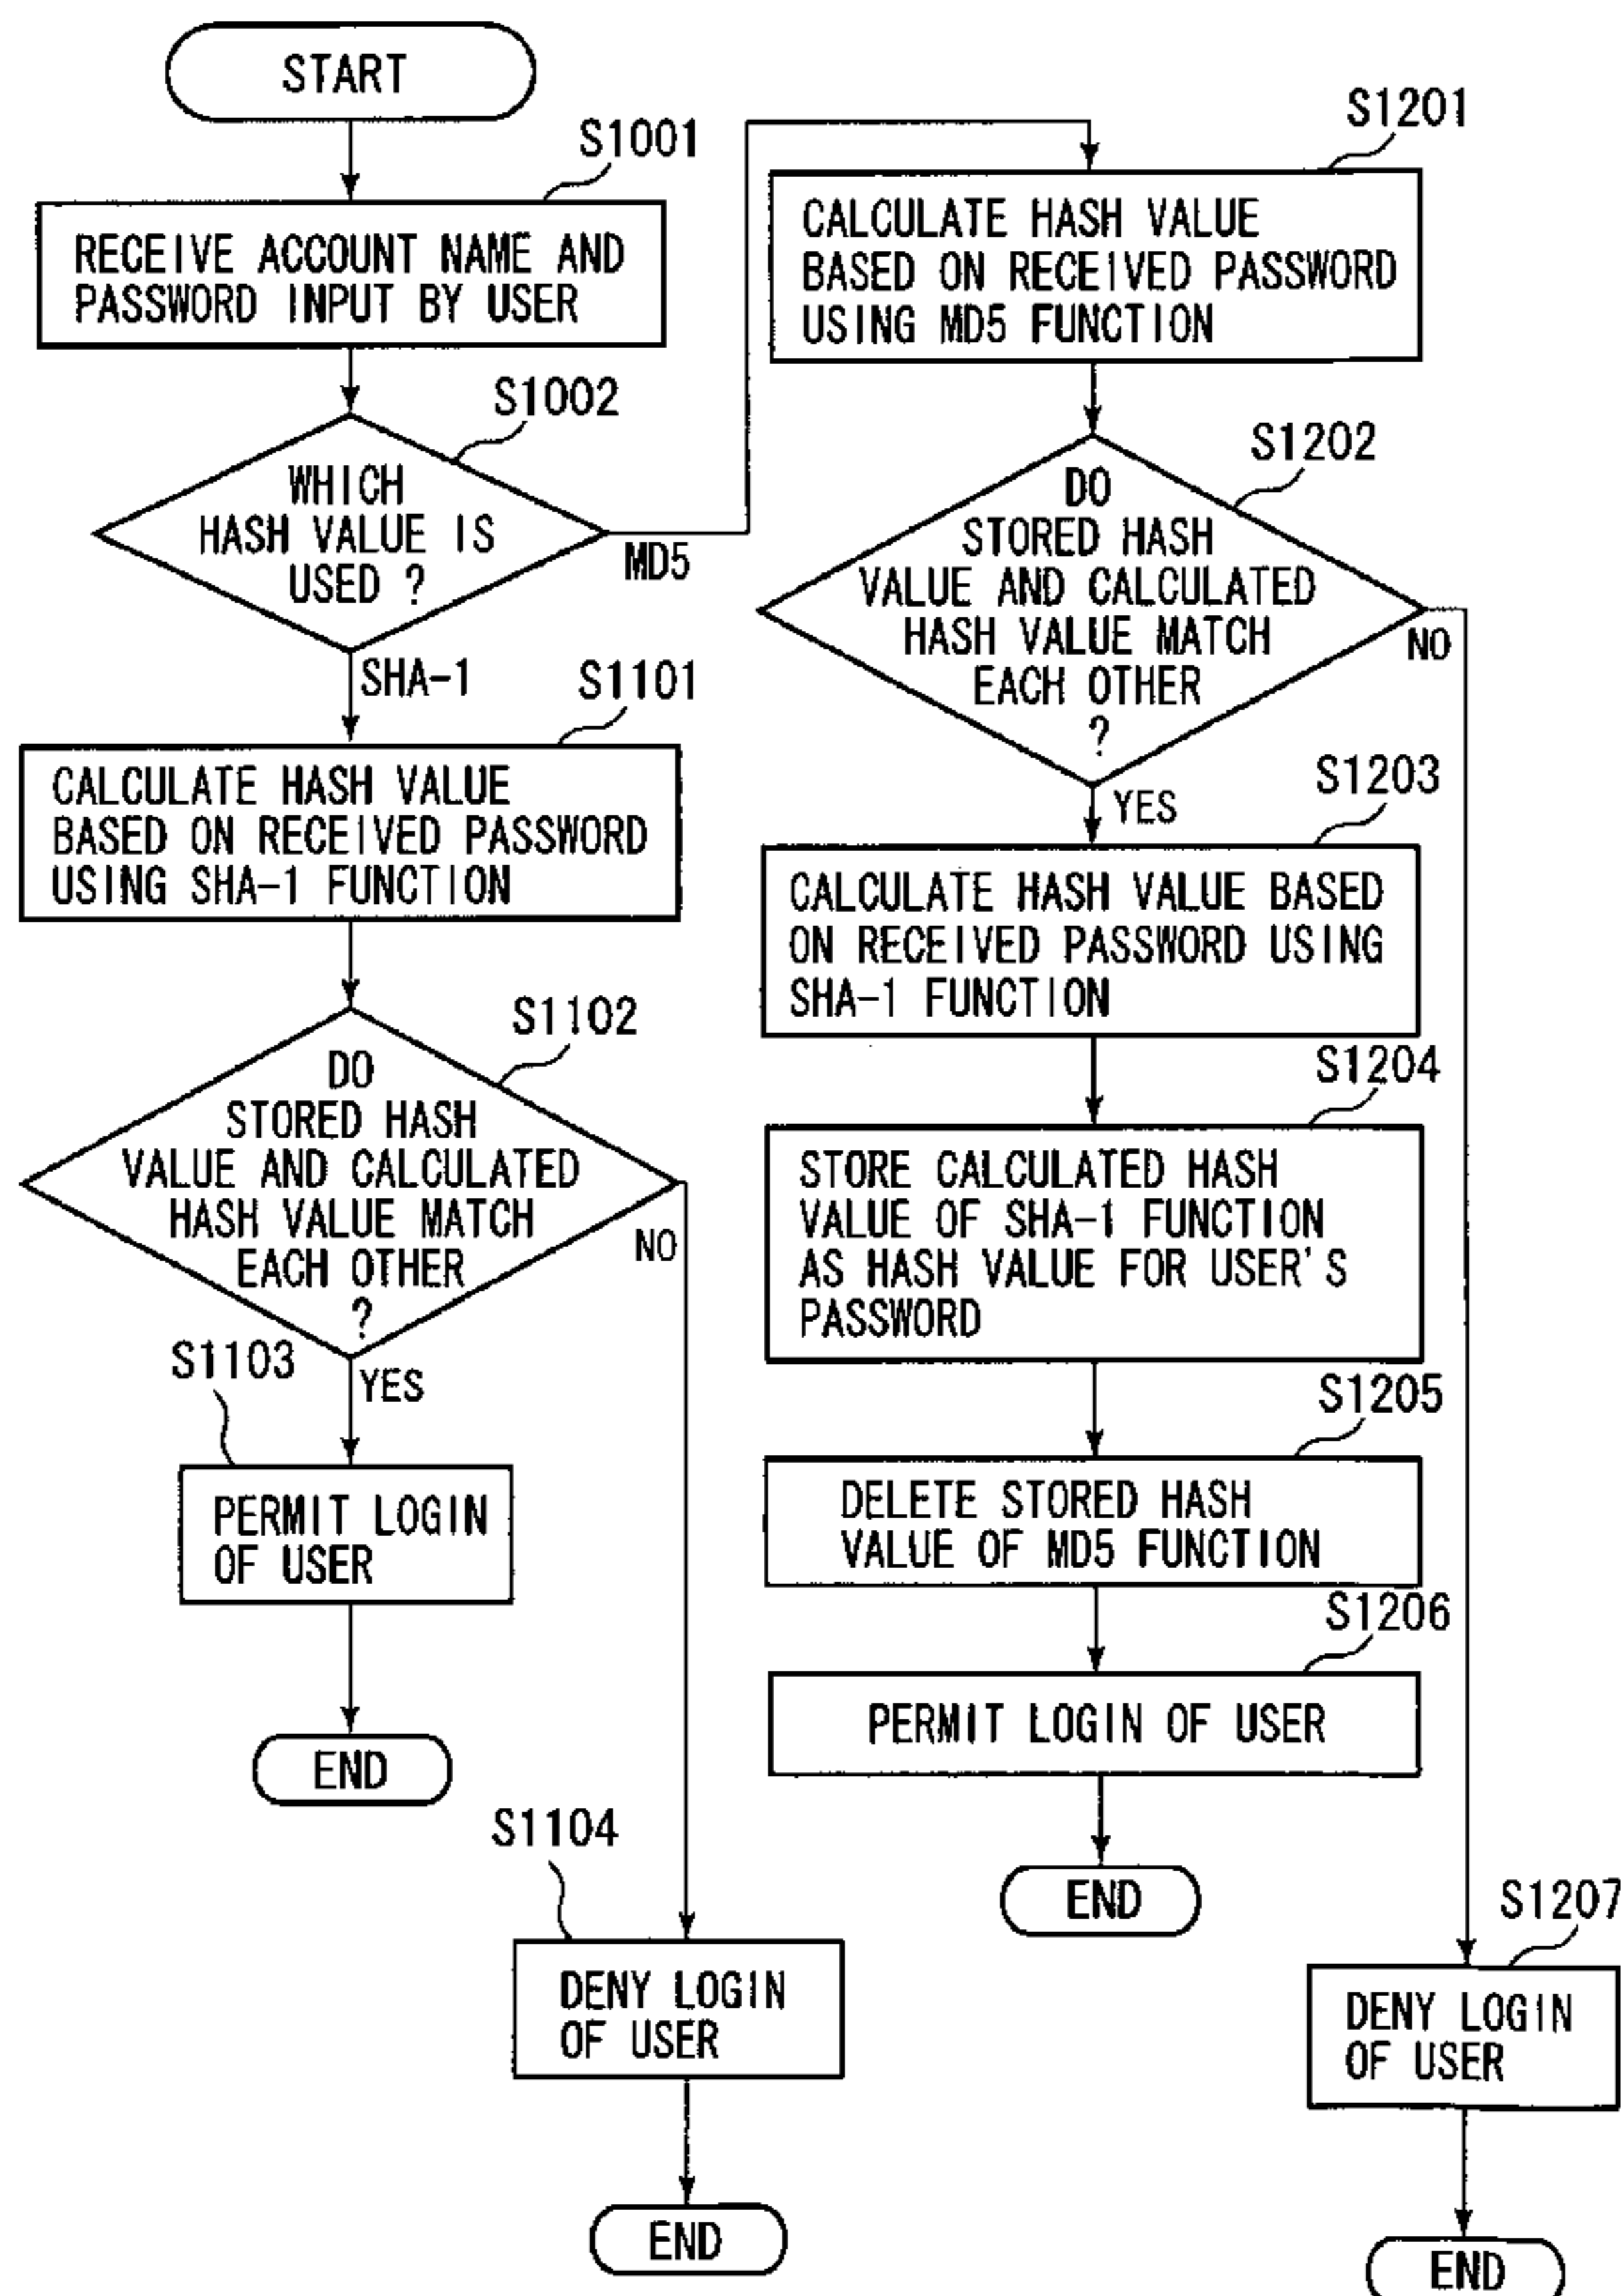 START
S1001
RECEIVE ACCOUNT NAME AND
PASSWORD INPUT BY USER
S1002
WHICH
HASH VALUE IS
USED ?
MD5
SHA-1
S1101
CALCULATE HASH VALUE
BASED ON RECEIVED PASSWORD
USING SHA-1 FUNCTION
S1102
DO
STORED HASH
VALUE AND CALCULATED
HASH VALUE MATCH
EACH OTHER
?
NO
YES
S1103
PERMIT LOGIN
OF USER
END
S1104
DENY LOGIN
OF USER
END
S1201
CALCULATE HASH VALUE
BASED ON RECEIVED PASSWORD
USING MD5 FUNCTION
S1202
DO
STORED HASH
VALUE AND CALCULATED
HASH VALUE MATCH
EACH OTHER
?
NO
YES
S1203
CALCULATE HASH VALUE BASED
ON RECEIVED PASSWORD USING
SHA-1 FUNCTION
S1204
STORE CALCULATED HASH
VALUE OF SHA-1 FUNCTION
AS HASH VALUE FOR USER'S
PASSWORD
S1205
DELETE STORED HASH
VALUE OF MD5 FUNCTION
S1206
PERMIT LOGIN OF USER
END
S1207
DENY LOGIN
OF USER
END